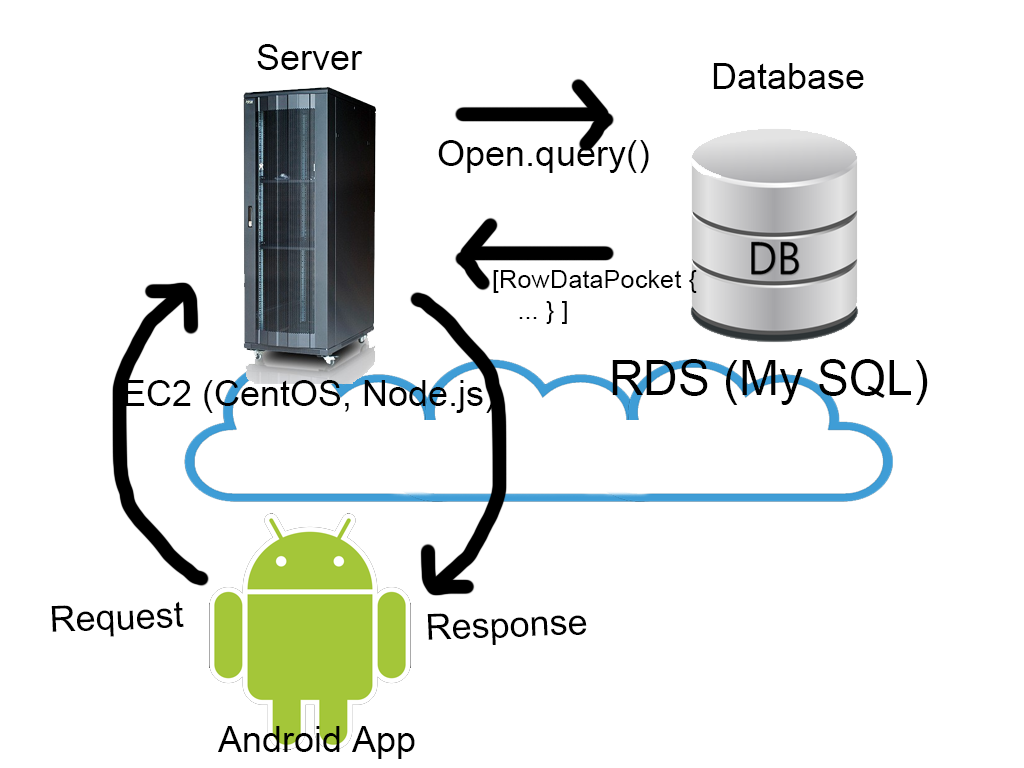 Server
Database
Open.query()
DB
[RowDataPocket {
... } ]
EC2 (CentOS, Node.js)
RDS (My SQL)
Request
Response
Android App